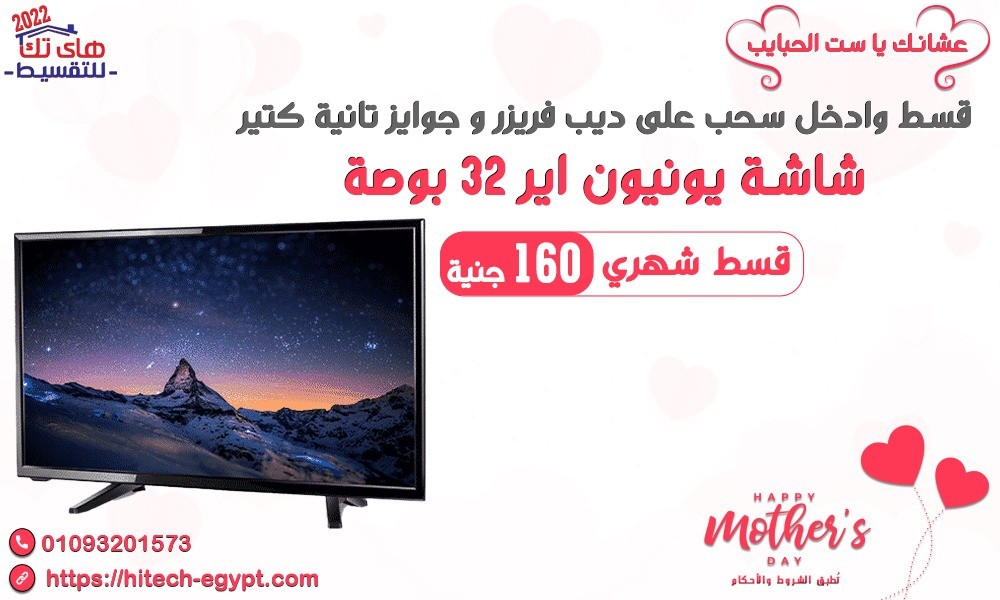 2022
هاى تك
-للتقسيط-
عشانك يا ست الحبايب
قسط وادخل سحب على ديب فريزر و جوايز تانية كتير
شاشة يونيون اير 32 بوصة
قسط شهري 160 جنية
HAPPY
Mother's
DAY
تُطبق الشروط والأحكام
01093201573
https://hitech-egypt.com